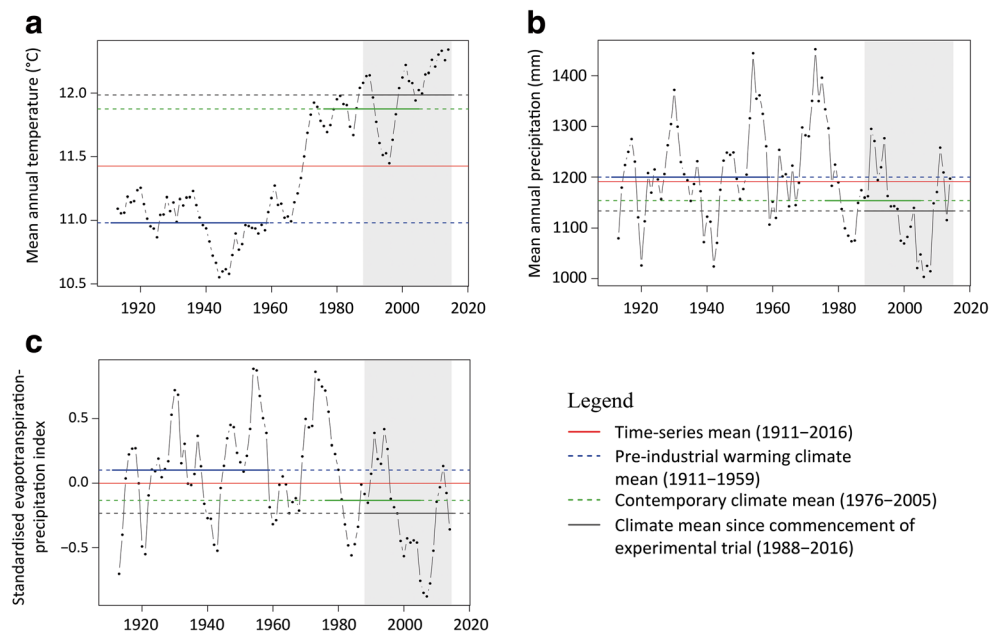 a
Mean annual temperature (°C)
12.0
11.5
11.0
10.5
1920 1940 1960 1980 2000 2020
b
Mean annual precipitation (mm)
1400
1300
1200
1100
1000
1920 1940 1960 1980 2000 2020
c
Standardised evapotranspiration-
precipitation index
0.5
0.0
−0.5
1920 1940 1960 1980 2000 2020
Legend
Time-series mean (1911−2016)
Pre-industrial warming climate
mean (1911−1959)
Contemporary climate mean (1976−2005)
Climate mean since commencement of
experimental trial (1988−2016)